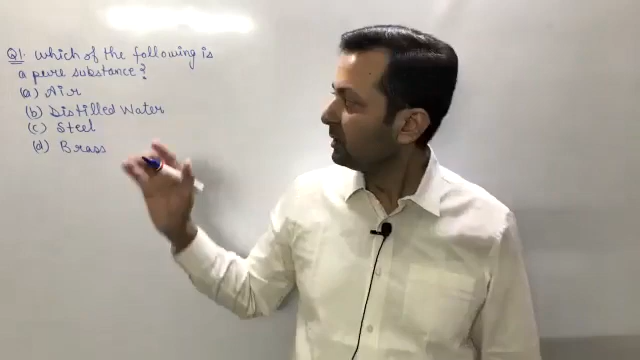 Q1. Which of the following is
a pure substance?
(a) Air
(b) Distilled Water
(c) Steel
(d) Brass